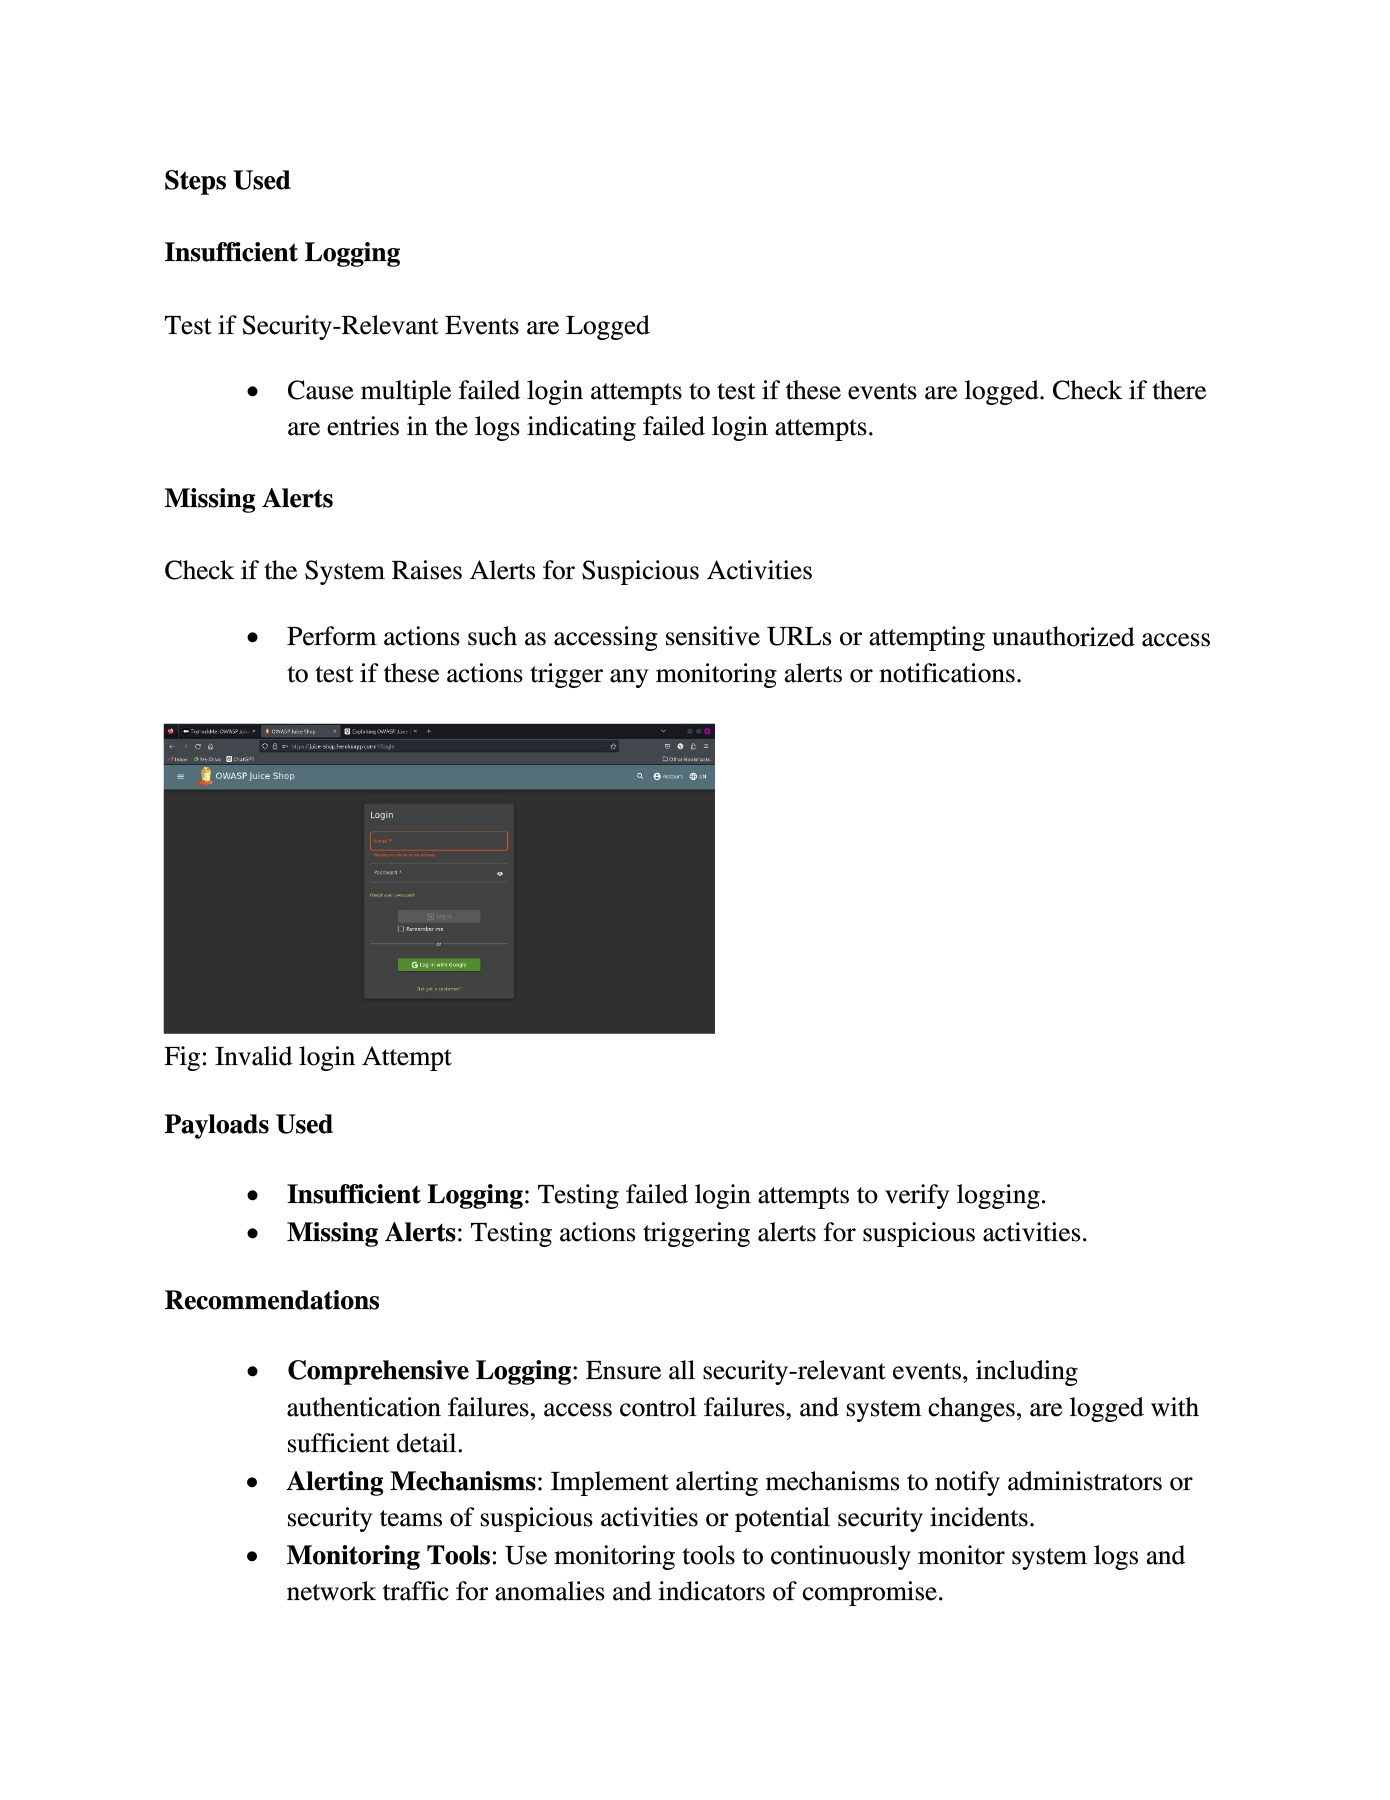 Steps Used
Insufficient Logging
Test if Security-Relevant Events are Logged
• Cause multiple failed login attempts to test if these events are logged. Check if there
are entries in the logs indicating failed login attempts.
Missing Alerts
Check if the System Raises Alerts for Suspicious Activities
• Perform actions such as accessing sensitive URLs or attempting unauthorized access
to test if these actions trigger any monitoring alerts or notifications.
TryHackMe: OWASP Juice OWASP Juice Shop Exploiting OWASP Juice
https://juice-shop.herokuapp.com/#/login
Inbox My Drive ChatGPT Other Bookmarks
OWASP Juice Shop Account EN
Login
Email *
Please provide an email address.
Password *
Forgot your password?
Log in
Remember me
or
Log in with Google
Not yet a customer?
Fig: Invalid login Attempt
Payloads Used
• Insufficient Logging: Testing failed login attempts to verify logging.
• Missing Alerts: Testing actions triggering alerts for suspicious activities.
Recommendations
• Comprehensive Logging: Ensure all security-relevant events, including
authentication failures, access control failures, and system changes, are logged with
sufficient detail.
• Alerting Mechanisms: Implement alerting mechanisms to notify administrators or
security teams of suspicious activities or potential security incidents.
• Monitoring Tools: Use monitoring tools to continuously monitor system logs and
network traffic for anomalies and indicators of compromise.